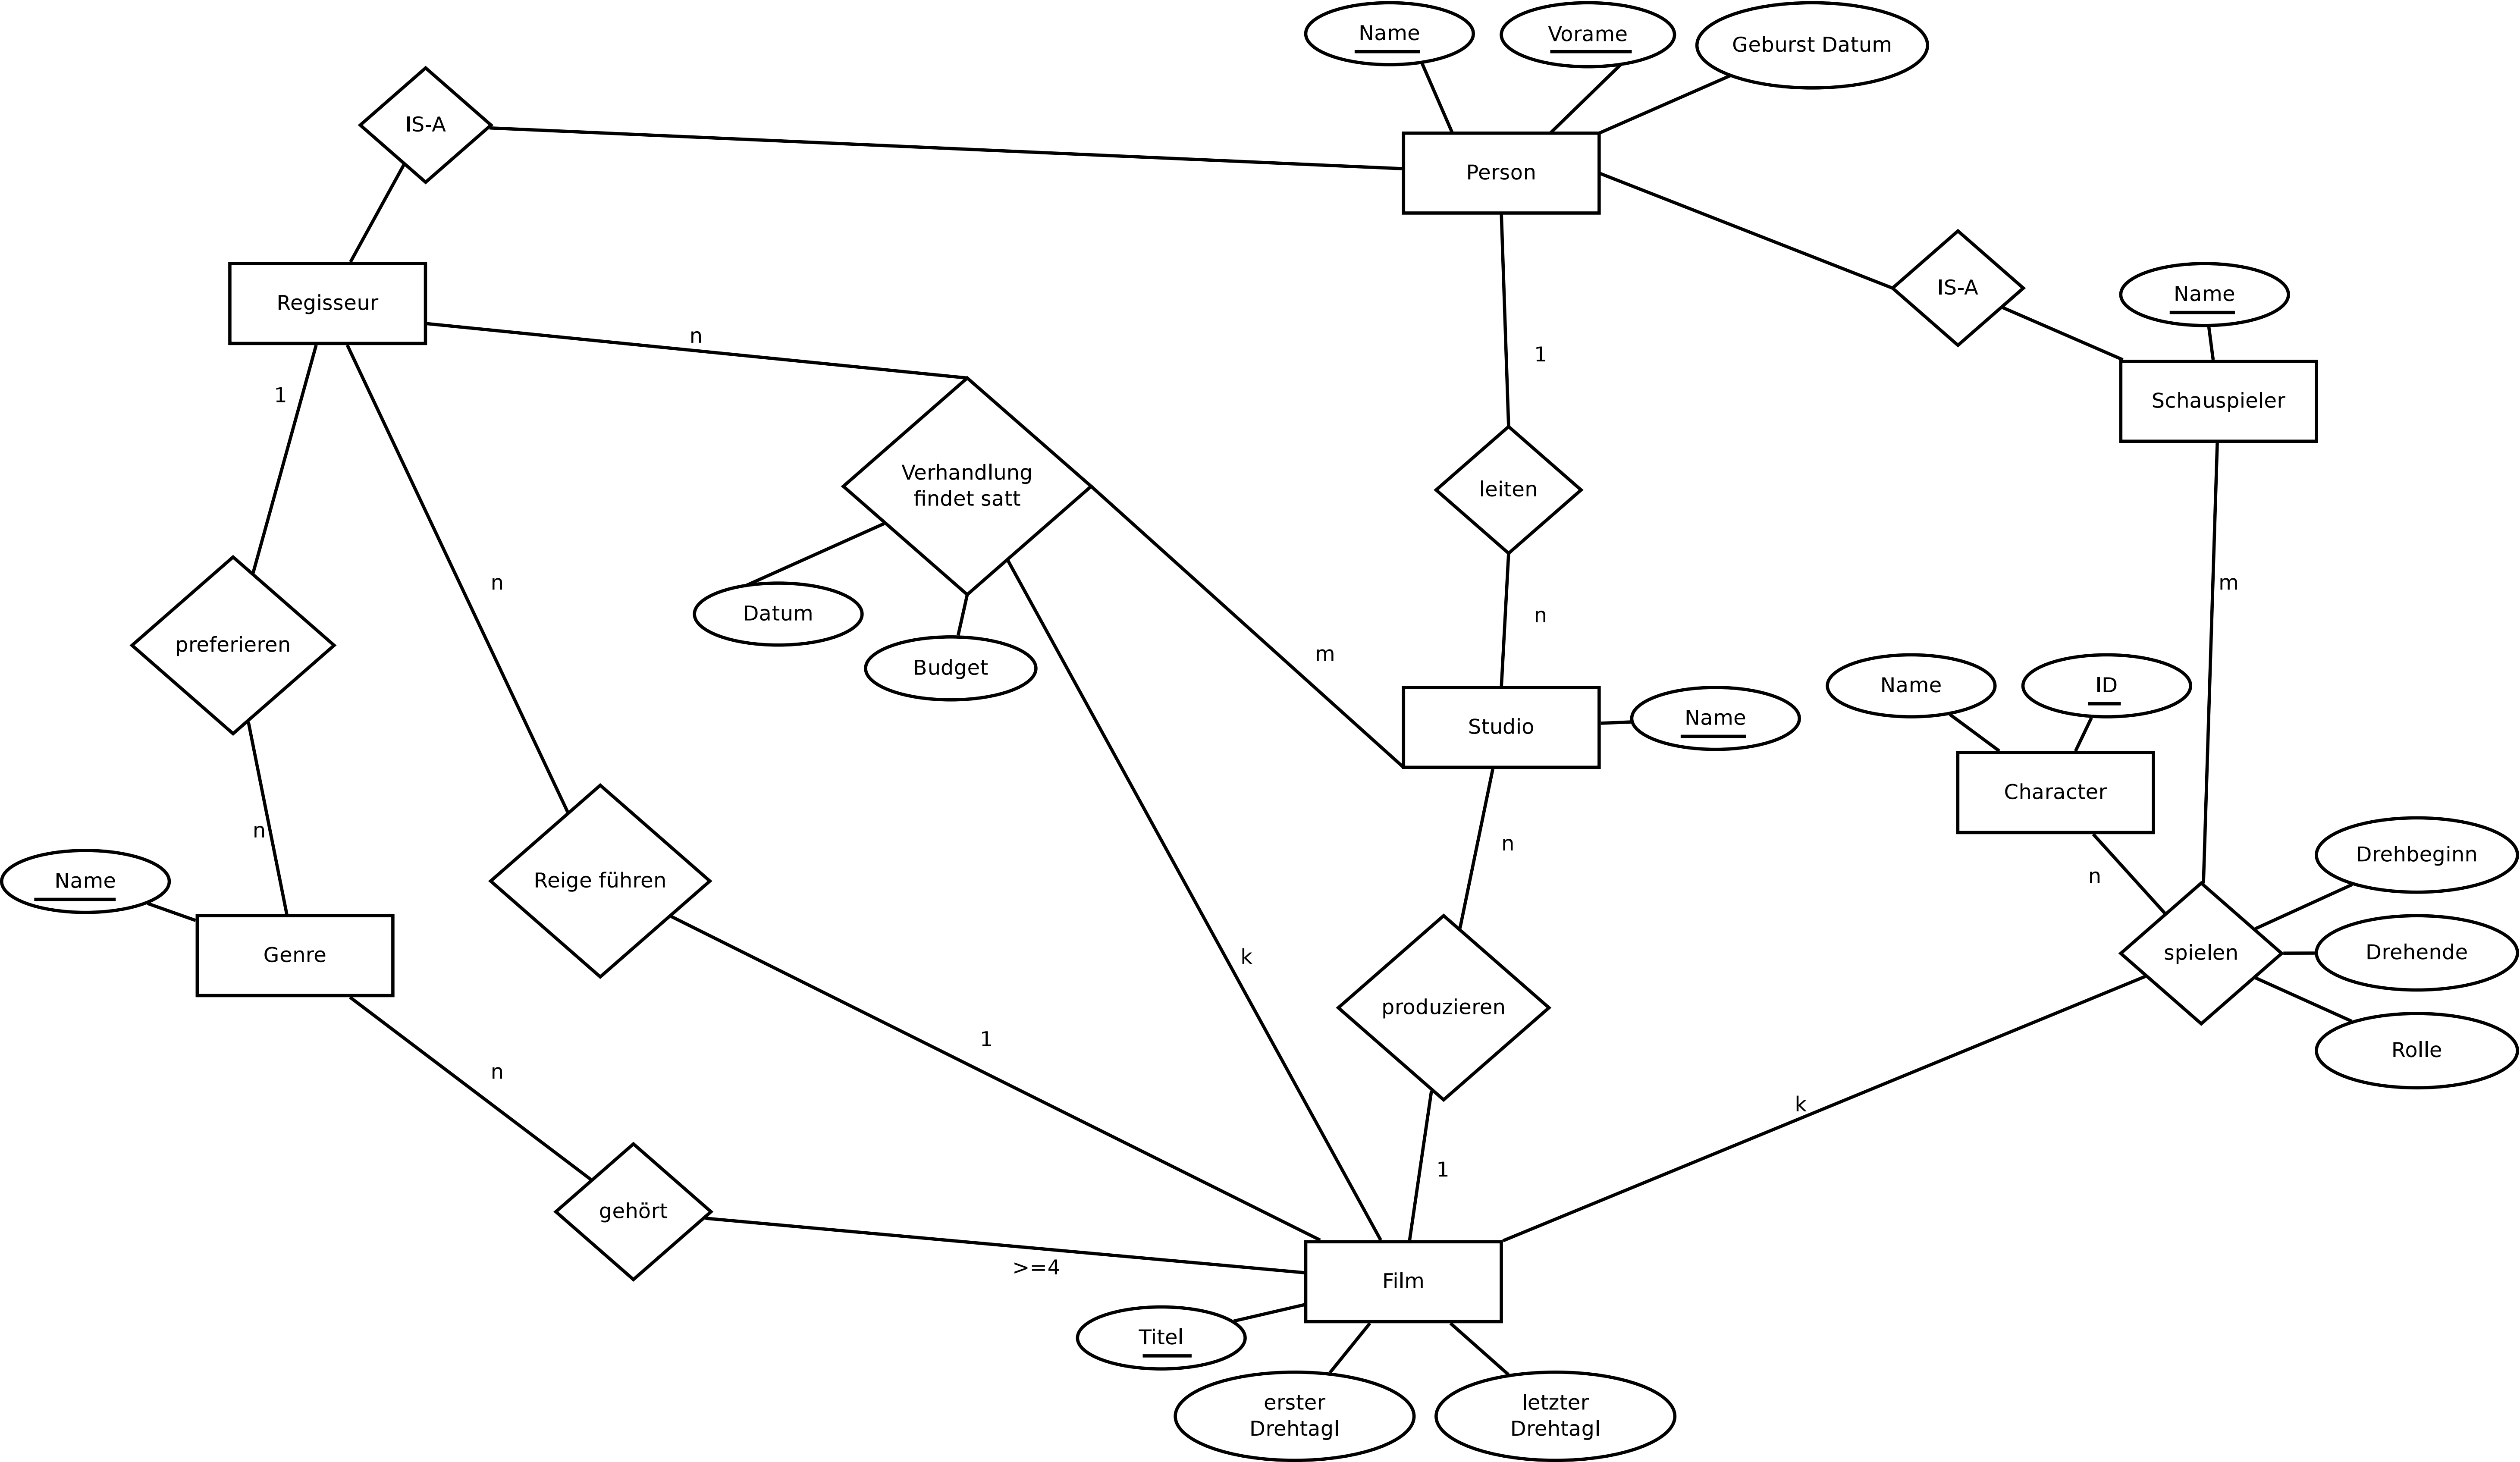 Name
Vorame
Geburst Datum
IS-A
Person
IS-A
Regisseur
Name
n
1
1
Schauspieler
Verhandlung
findet satt
leiten
n
m
Datum
n
preferieren
m
Budget
Name
ID
Studio
Name
Character
n
n
Drehbeginn
n
Name
Reige führen
Genre
k
spielen
Drehende
produzieren
1
Rolle
n
k
1
gehört
>=4
Film
Titel
erster
Drehtagl
letzter
Drehtagl